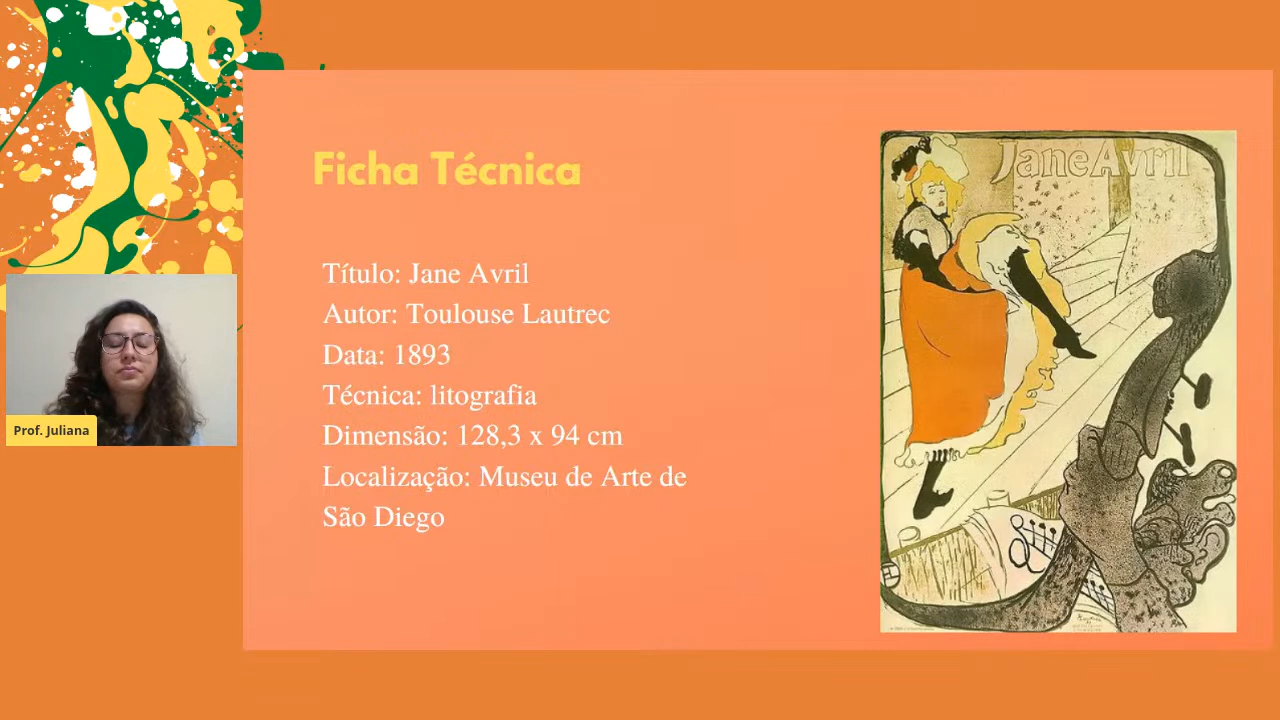 Ficha Técnica
Título: Jane Avril
Autor: Toulouse Lautrec
Data: 1893
Técnica: litografia
Dimensão: 128,3 x 94 cm
Localização: Museu de Arte de
São Diego
Jane Avril
Prof. Juliana